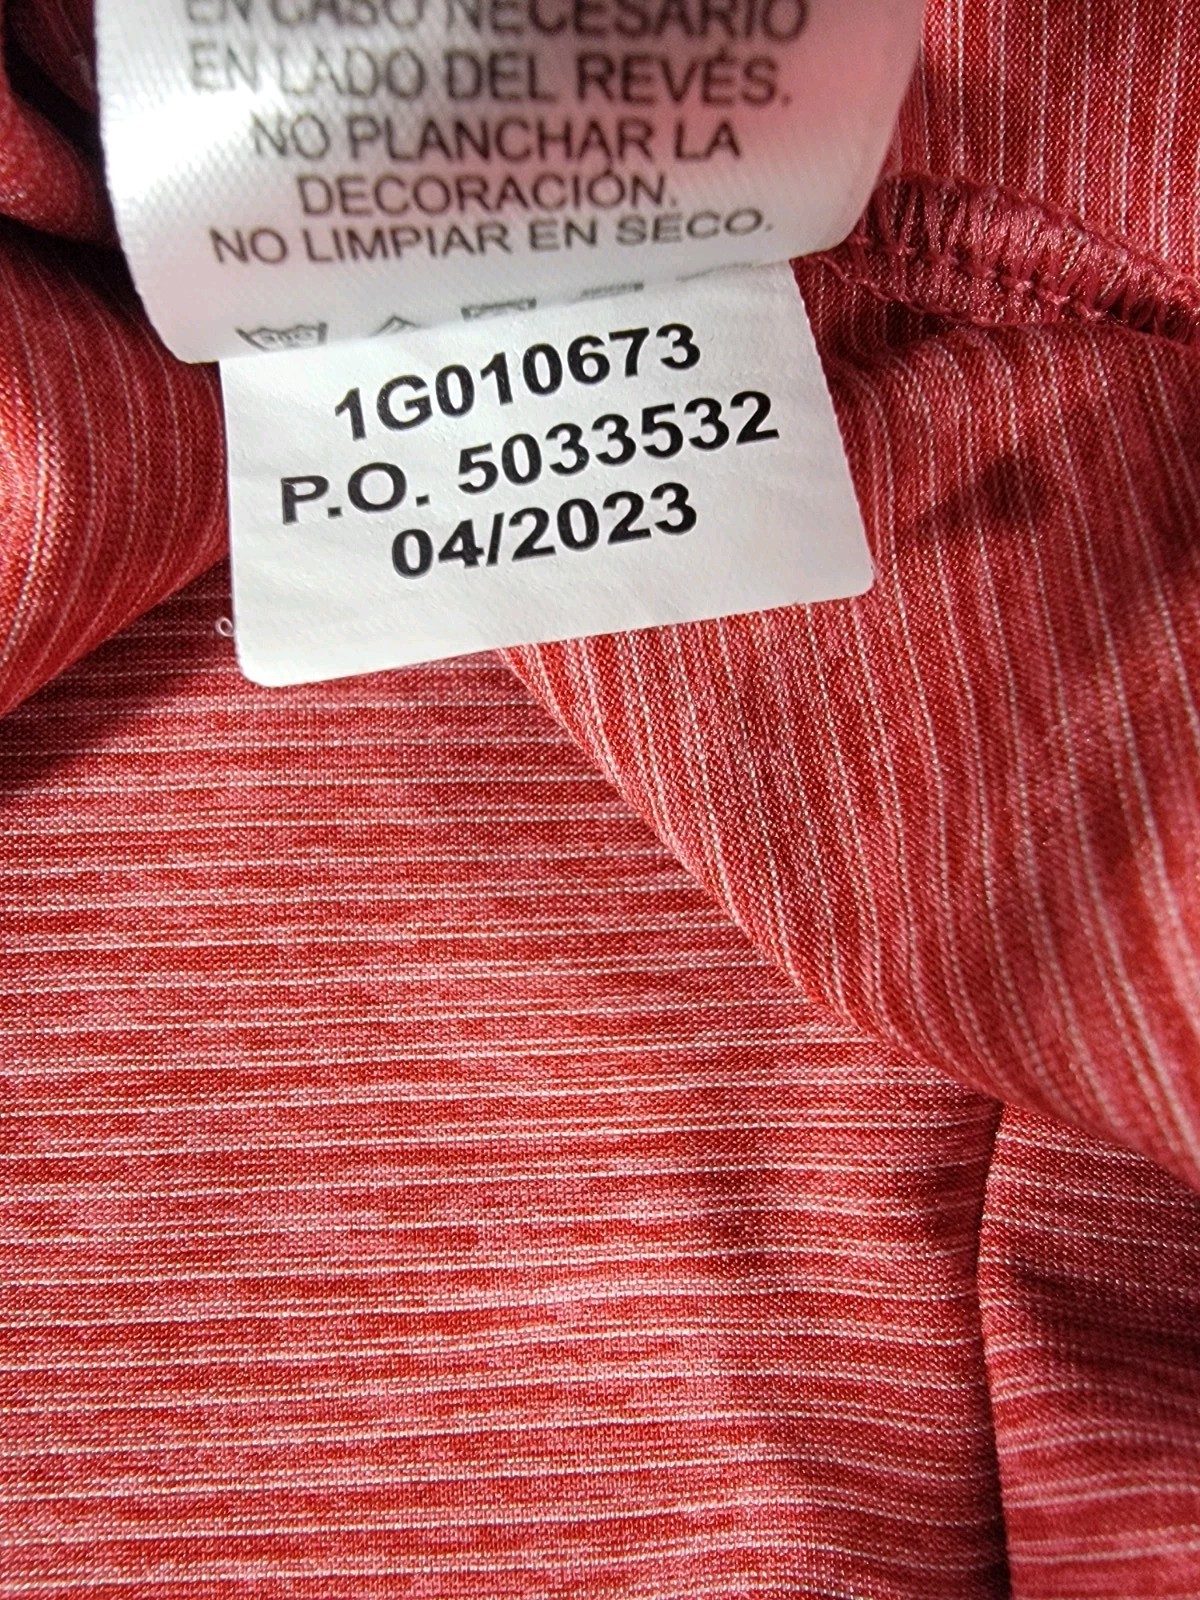 EN CASO NECESARIO
EN LADO DEL REVÉS.
NO PLANCHAR LA
DECORACIÓN.
NO LIMPIAR EN SECO.
1G010673
P.O. 5033532
04/2023